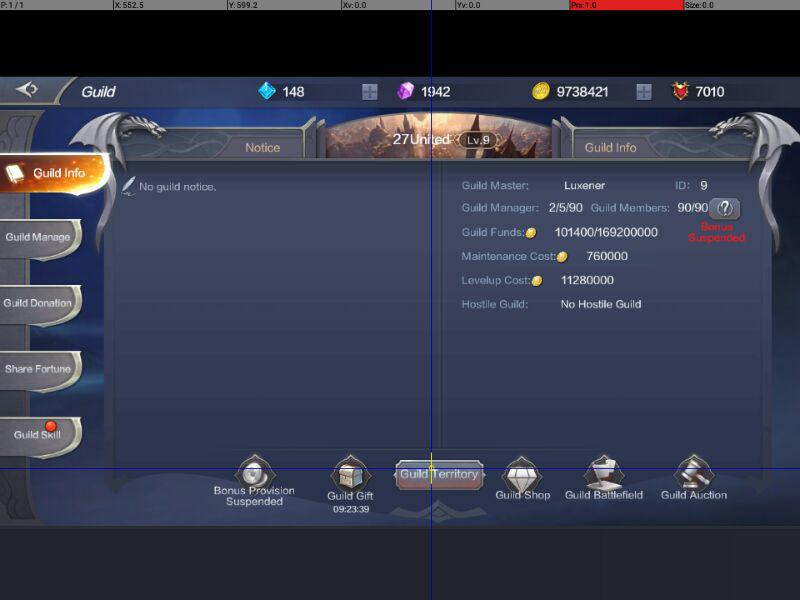 P: 1 / 1 X: 552.5 Y: 599.2 Xv: 0.0 Yv: 0.0 Prs: 1.0 Size: 0.0
Guild 148 1942 9738421 7010
Notice 27United Lv.9 Guild Info
Guild Info
No guild notice.
Guild Master: Luxener ID: 9
Guild Manager: 2/5/90 Guild Members: 90/90
Guild Manage
Guild Funds: 101400/169200000
Bonus
Suspended
Maintenance Cost: 760000
Levelup Cost: 11280000
Guild Donation
Hostile Guild: No Hostile Guild
Share Fortune
Guild Skill
Bonus Provision
Suspended
Guild Gift
09:23:39
Guild Territory
Guild Shop
Guild Battlefield
Guild Auction